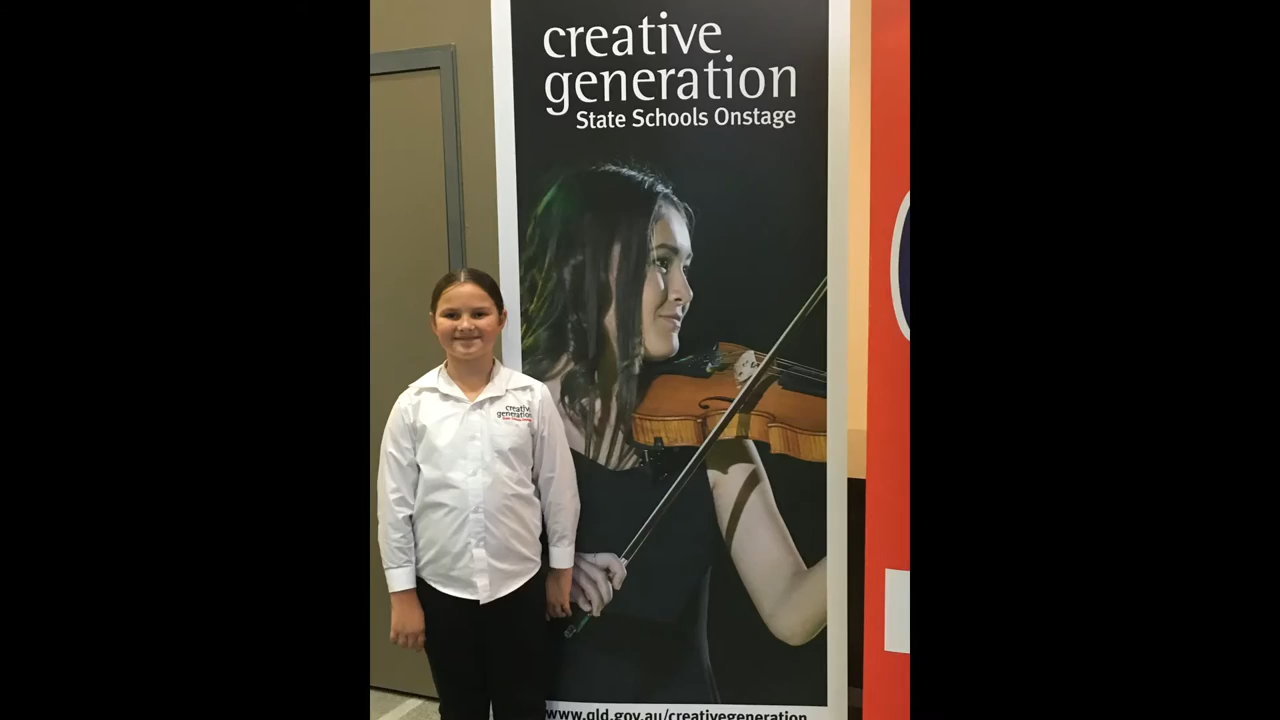 creative
generation
State Schools Onstage
creative
generation
www.qld.gov.au/creativegeneration